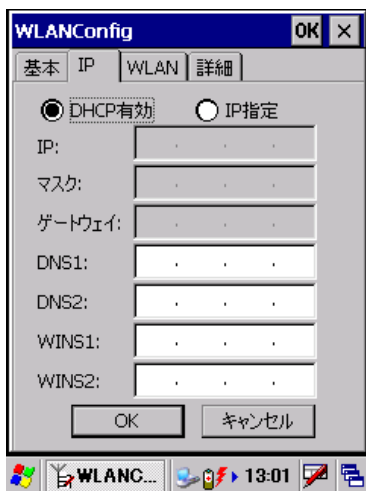 WLANConfig OK ×
基本 IP WLAN 詳細
DHCP有効 IP指定
IP:
マスク:
ゲートウェイ:
DNS1:
DNS2:
WINS1:
WINS2:
OK キャンセル
WLANC... 13:01